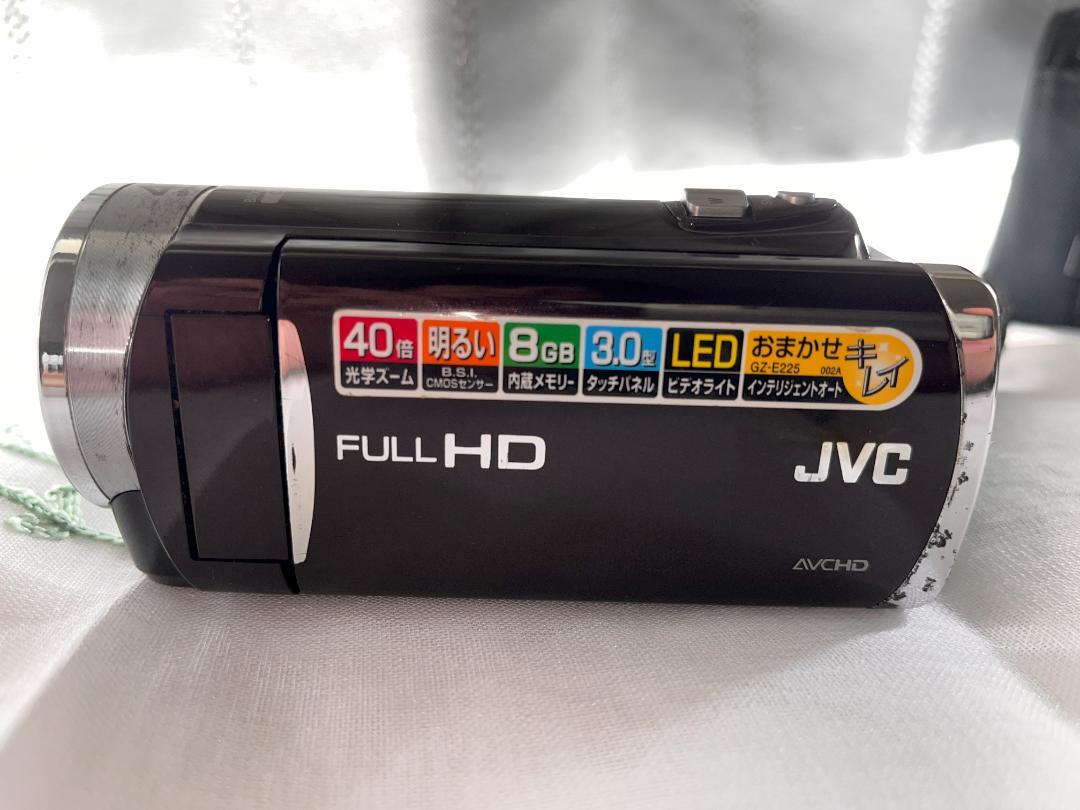 40倍
光学ズーム
明るい
B.S.I.
CMOSセンサー
8GB
内蔵メモリー
3.0型
タッチパネル
LED
ビデオライト
おまかせ
GZ-E225 002A
インテリジェントオート
キレイ
FULL HD
JVC
AVCHD
W